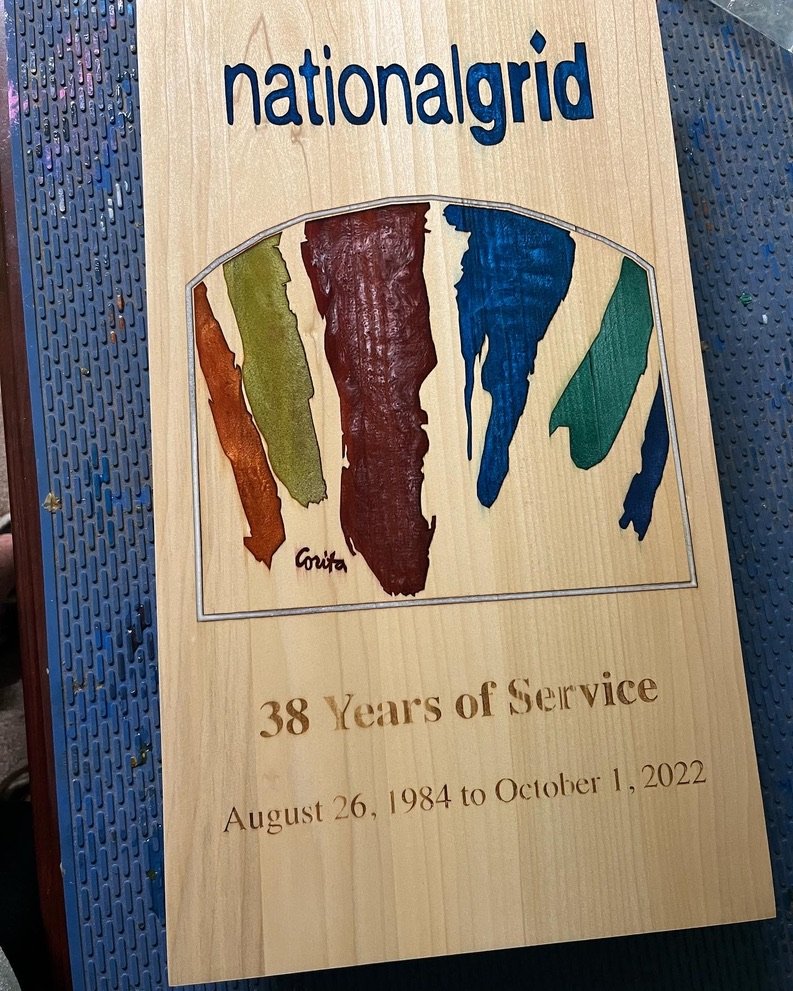 nationalgrid
Corita
38 Years of Service
August 26, 1984 to October 1, 2022